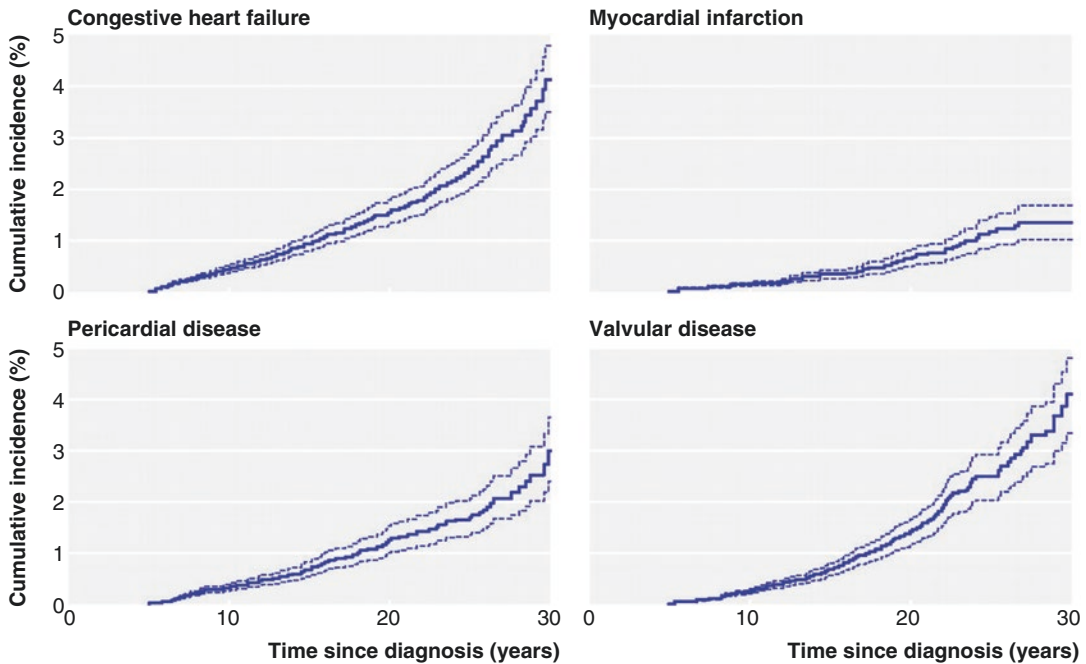 Congestive heart failure
Myocardial infarction
Cumulative incidence (%)
5
4
3
2
1
0
Pericardial disease
Valvular disease
Cumulative incidence (%)
5
4
3
2
1
0
0 10 20 30
0 10 20 30
Time since diagnosis (years)
Time since diagnosis (years)